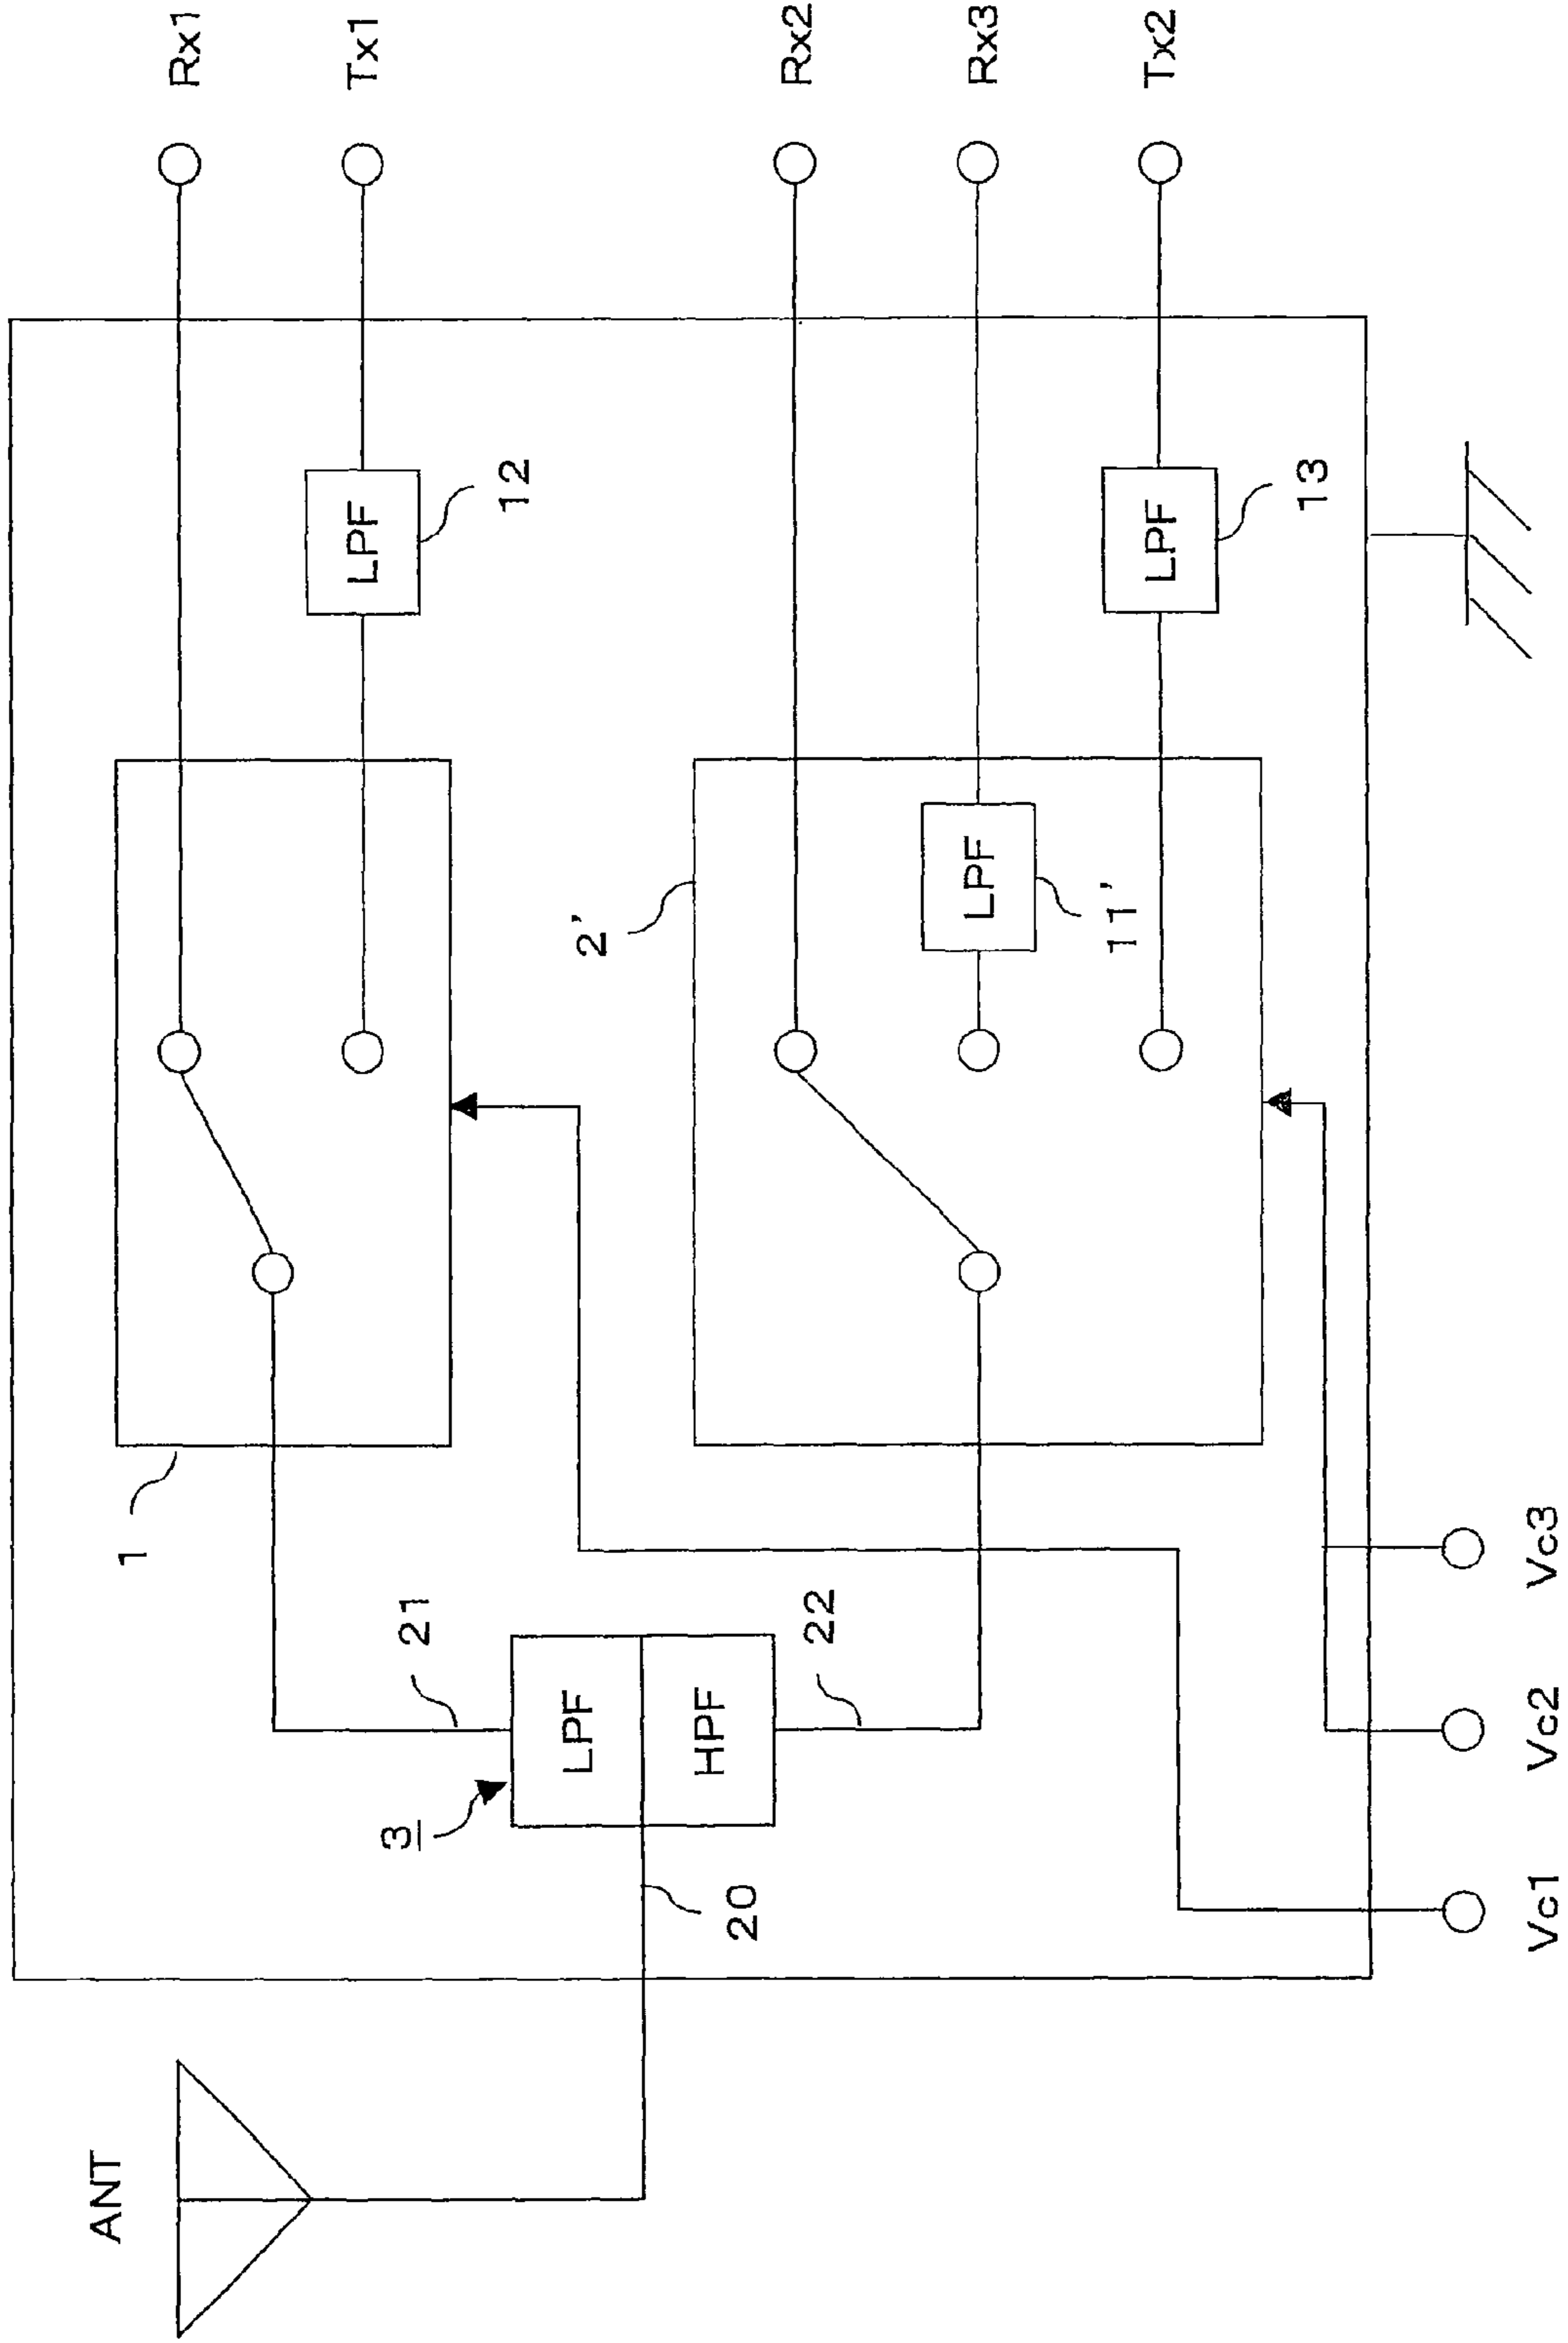 ANT
20
3
LPF
HPF
21
22
1
2'
LPF
11'
LPF
12
LPF
13
Rx1
Tx1
Rx2
Rx3
Tx2
Vc1
Vc2
Vc3